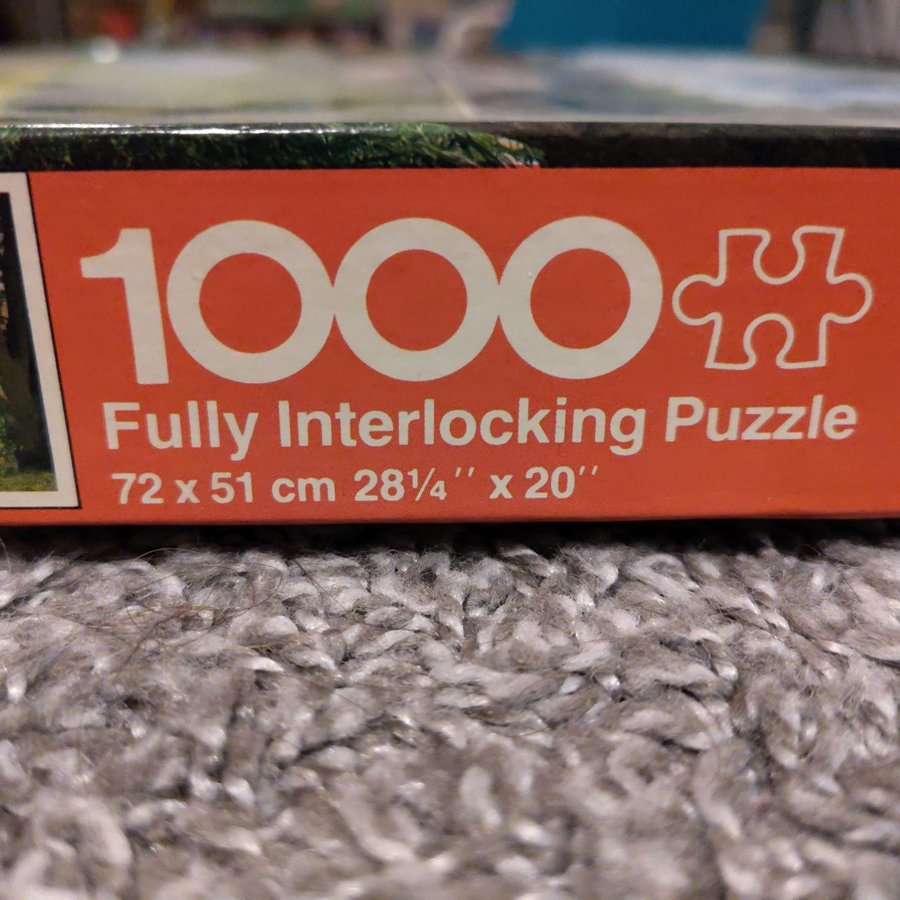 1000
Fully Interlocking Puzzle
72 x 51 cm 28¼'' x 20''